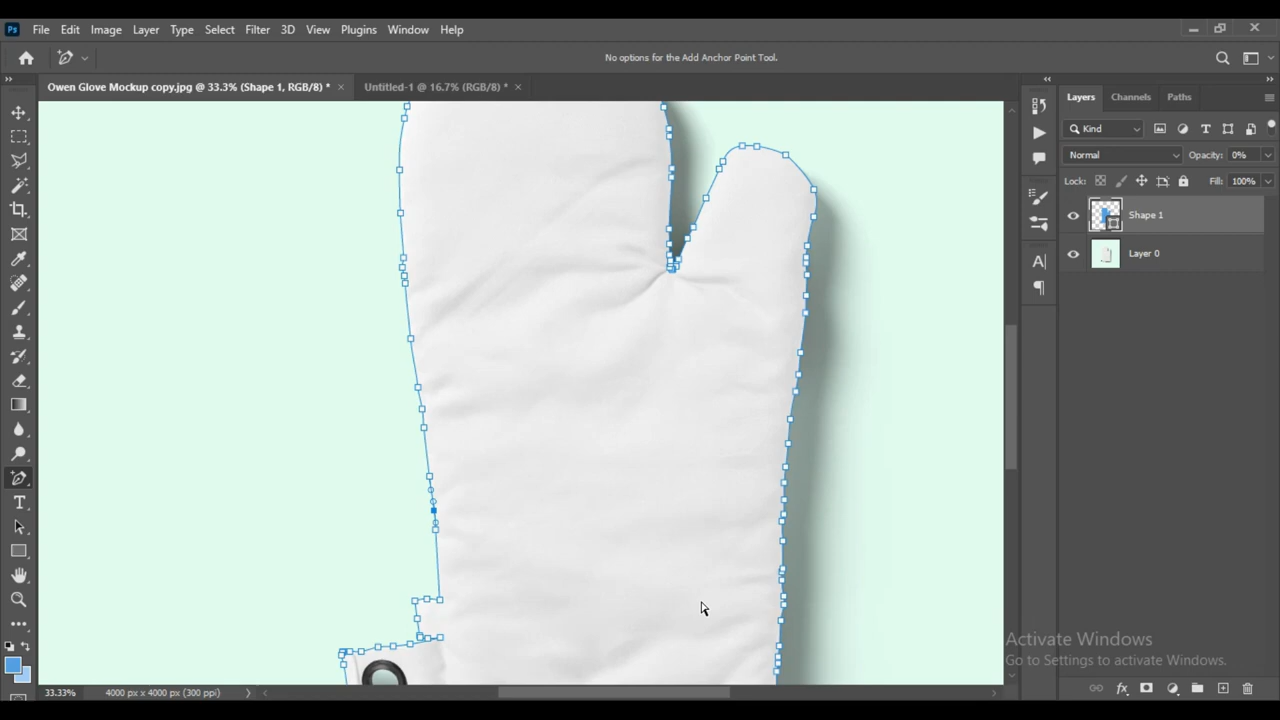 Ps File Edit Image Layer Type Select Filter 3D View Plugins Window Help
No options for the Add Anchor Point Tool.
Owen Glove Mockup copy.jpg @ 33.3% (Shape 1, RGB/8) * × Untitled-1 @ 16.7% (RGB/8) * ×
Layers Channels Paths
Kind
Normal Opacity: 0%
Lock: Fill: 100%
Shape 1
Layer 0
Activate Windows
Go to Settings to activate Windows.
33.33% 4000 px x 4000 px (300 ppi)